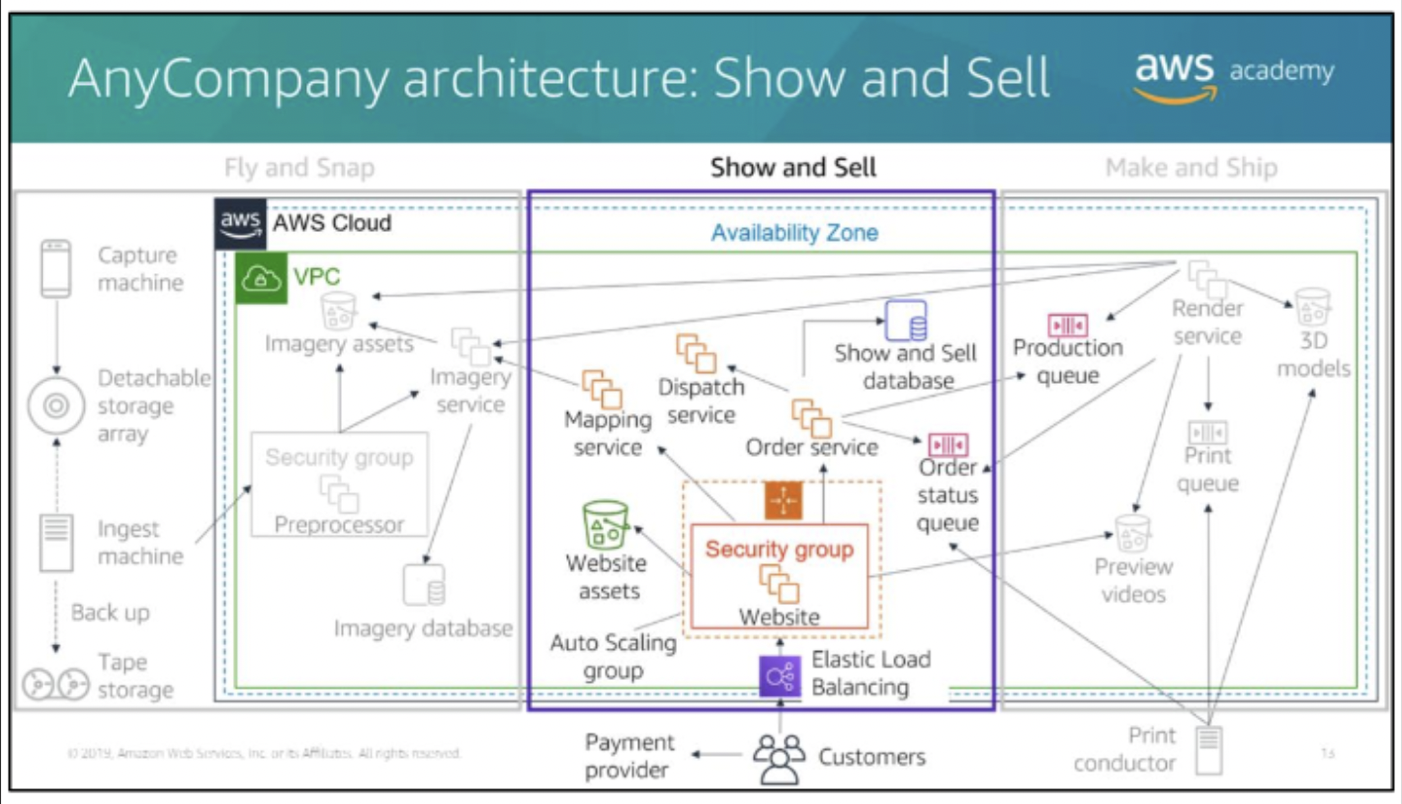 AnyCompany architecture: Show and Sell
aws academy
Fly and Snap
Show and Sell
Make and Ship
aws
AWS Cloud
Availability Zone
VPC
Capture
machine
Detachable
storage
array
Ingest
machine
Back up
Tape
storage
Imagery assets
Imagery
service
Security group
Preprocessor
Imagery database
Mapping
service
Dispatch
service
Show and Sell
database
Order service
Order
status
queue
Website
assets
Security group
Website
Auto Scaling
group
Elastic Load
Balancing
Production
queue
Render
service
3D
models
Print
queue
Preview
videos
Payment
provider
Customers
Print
conductor
© 2019, Amazon Web Services, Inc. or its Affiliates. All rights reserved.
13